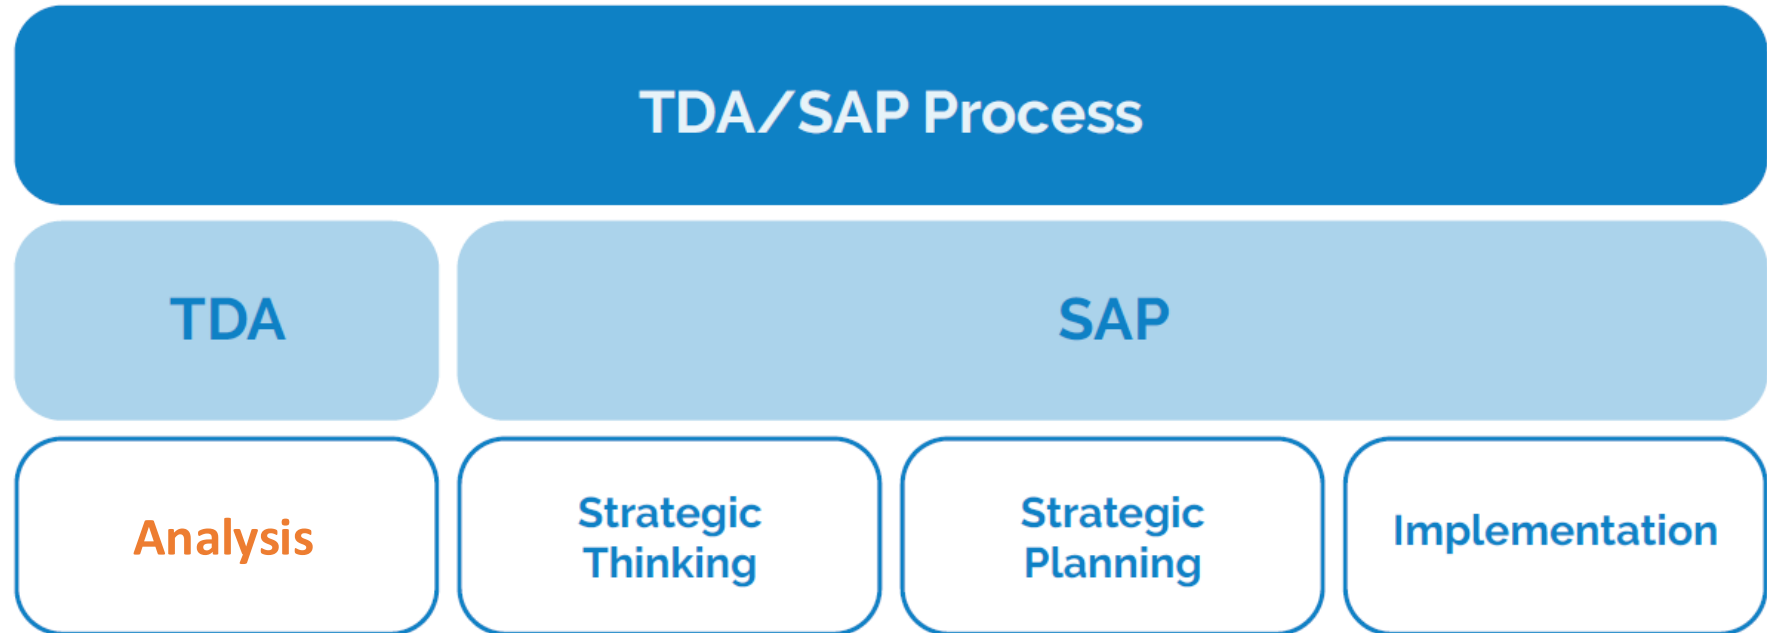 TDA/SAP Process
TDA
SAP
Analysis
Strategic
Thinking
Strategic
Planning
Implementation